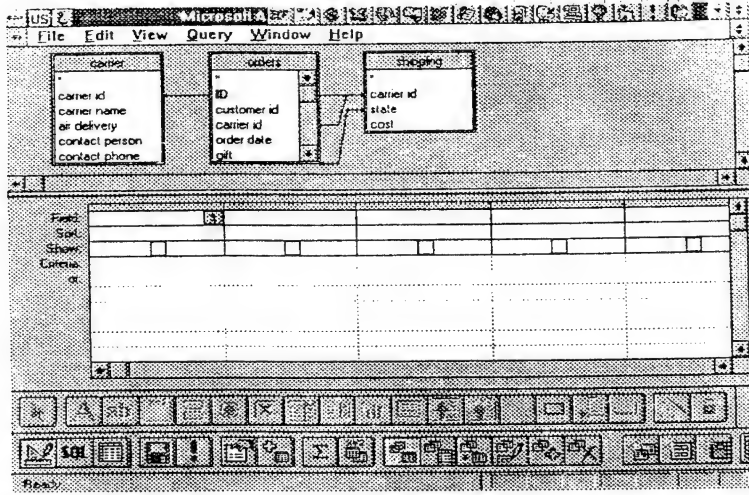 US Microsoft A
File Edit View Query Window Help
carrier
*
carrier id
carrier name
air delivery
contact person
contact phone
orders
*
ID
customer id
carrier id
order date
gift
shipping
*
carrier id
state
cost
Field:
Sort:
Show:
Criteria:
or:
SQL
Ready